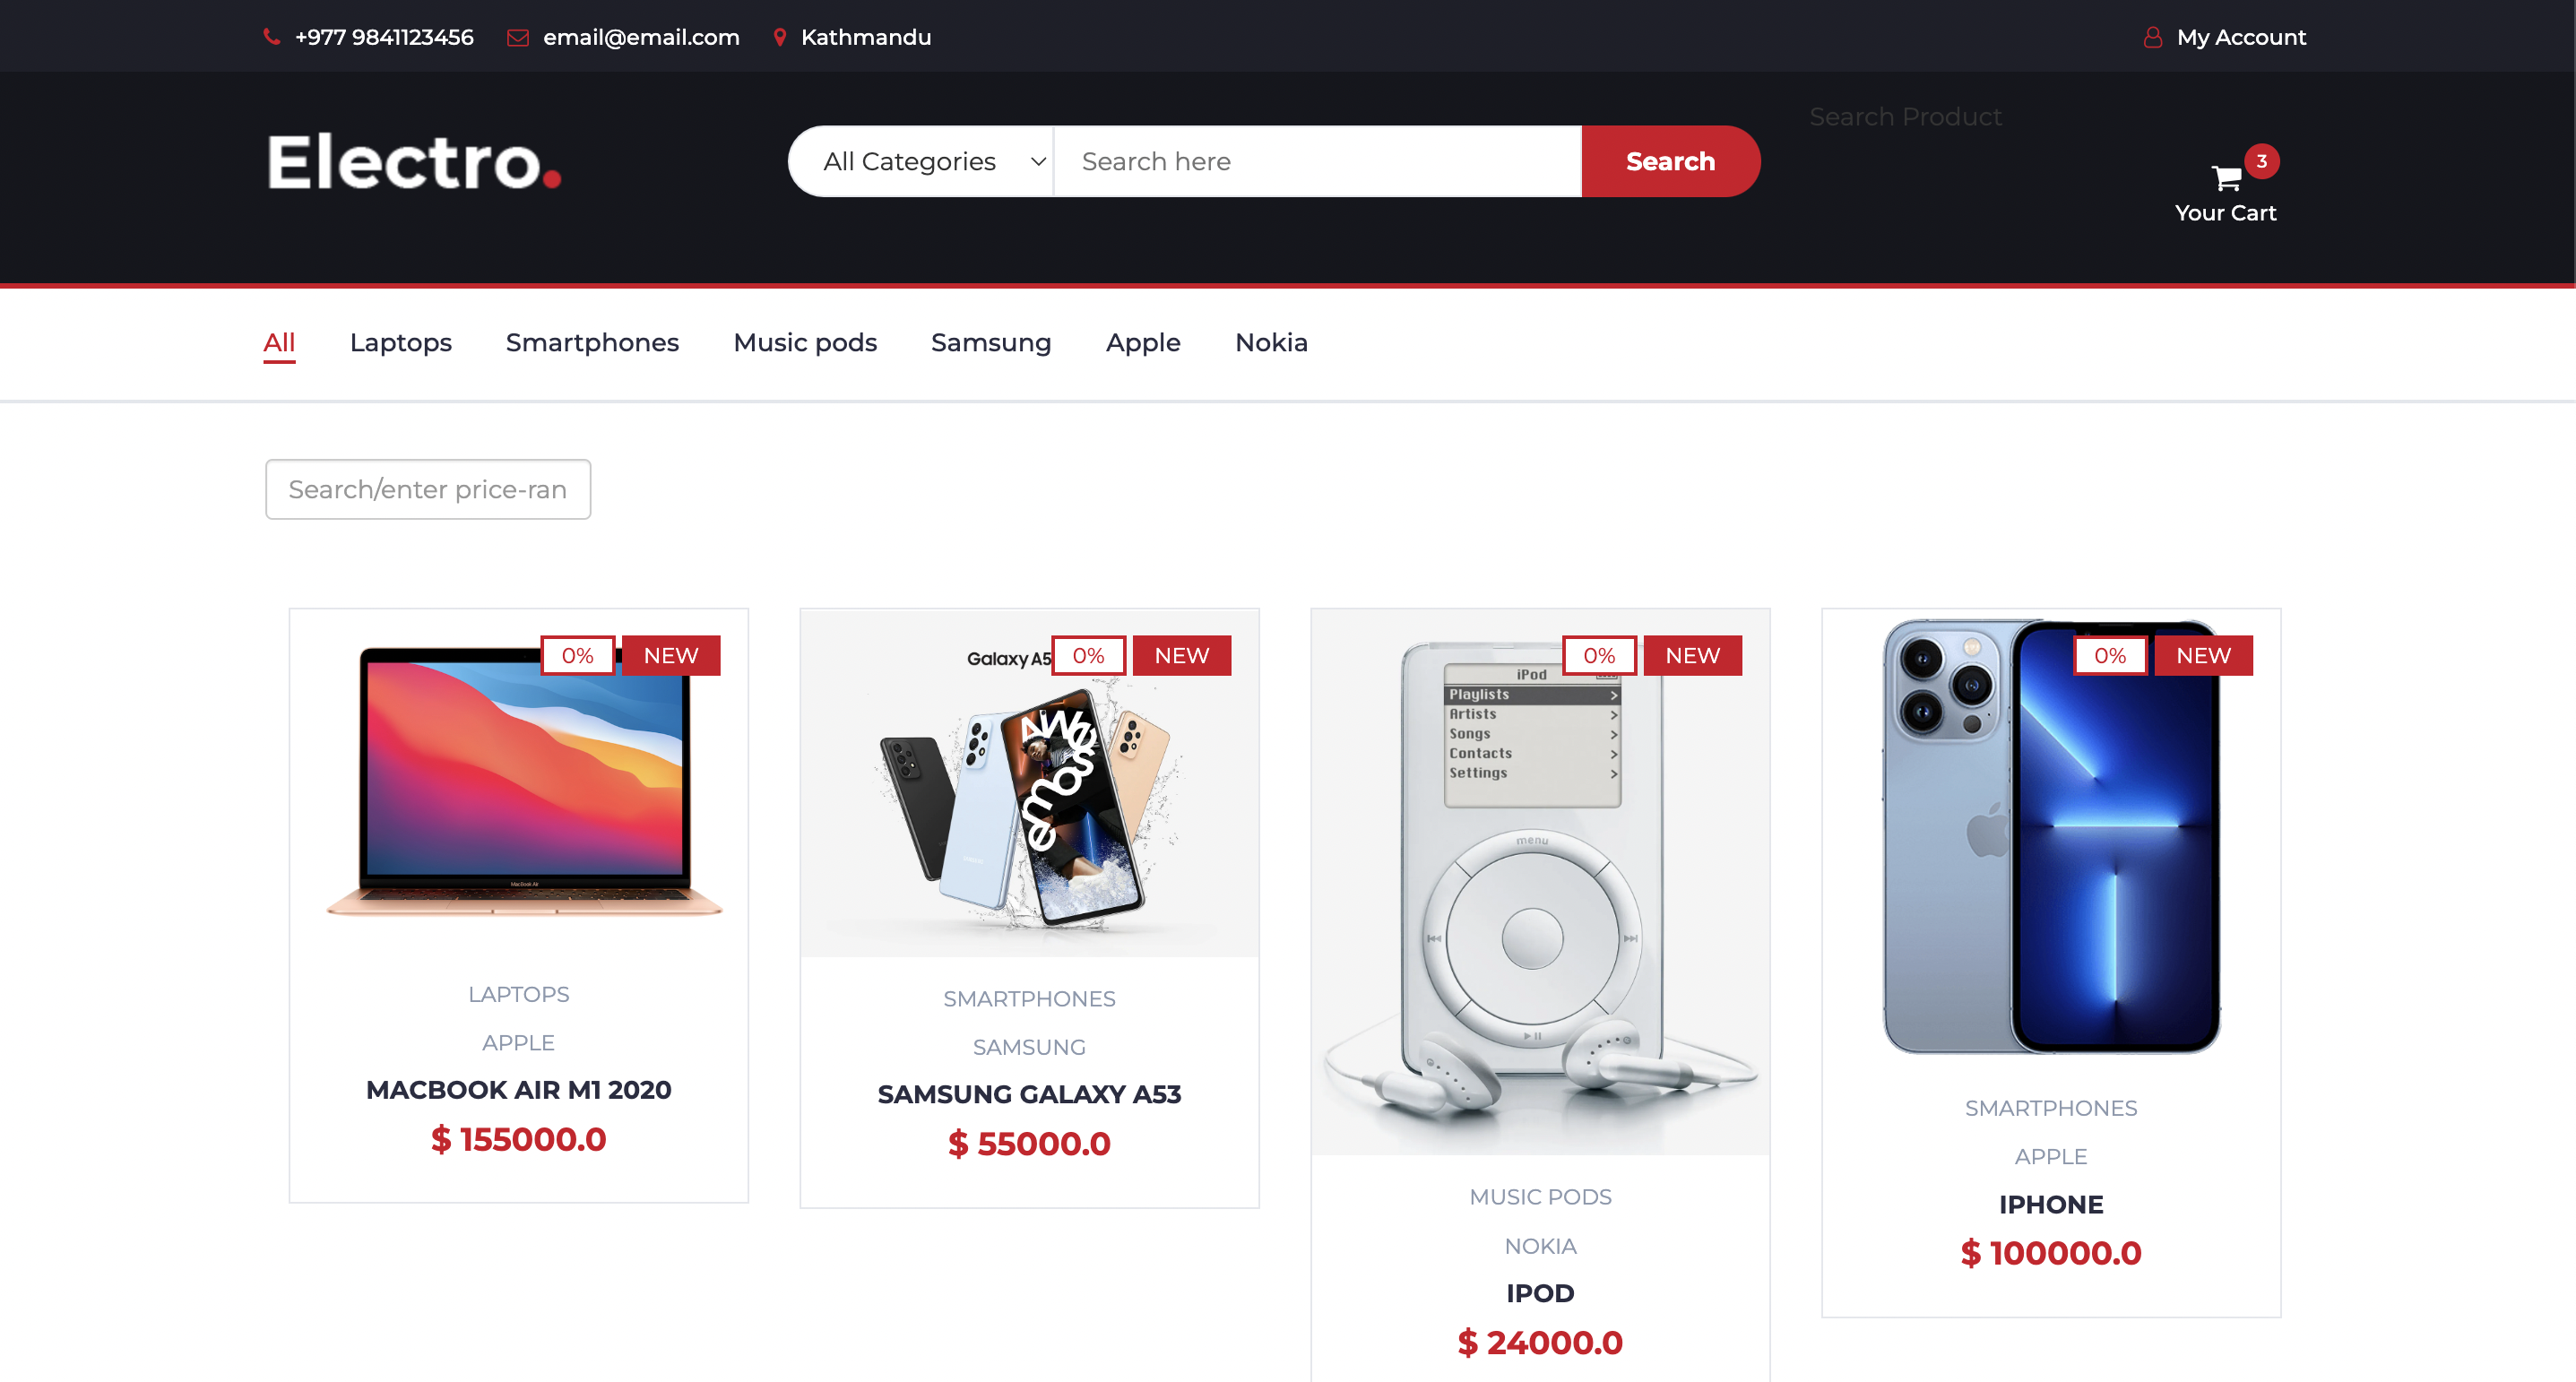 +977 9841123456 email@email.com Kathmandu My Account
Search Product
Electro. All Categories Search here Search 3
Your Cart
All Laptops Smartphones Music pods Samsung Apple Nokia
Search/enter price-ran
0% NEW
MacBook Air
LAPTOPS
APPLE
MACBOOK AIR M1 2020
$ 155000.0
Galaxy A5 0% NEW
Awesome
SMARTPHONES
SAMSUNG
SAMSUNG GALAXY A53
$ 55000.0
0% NEW
iPod
Playlists >
Artists >
Songs >
Contacts >
Settings >
menu
MUSIC PODS
NOKIA
IPOD
$ 24000.0
0% NEW
SMARTPHONES
APPLE
IPHONE
$ 100000.0